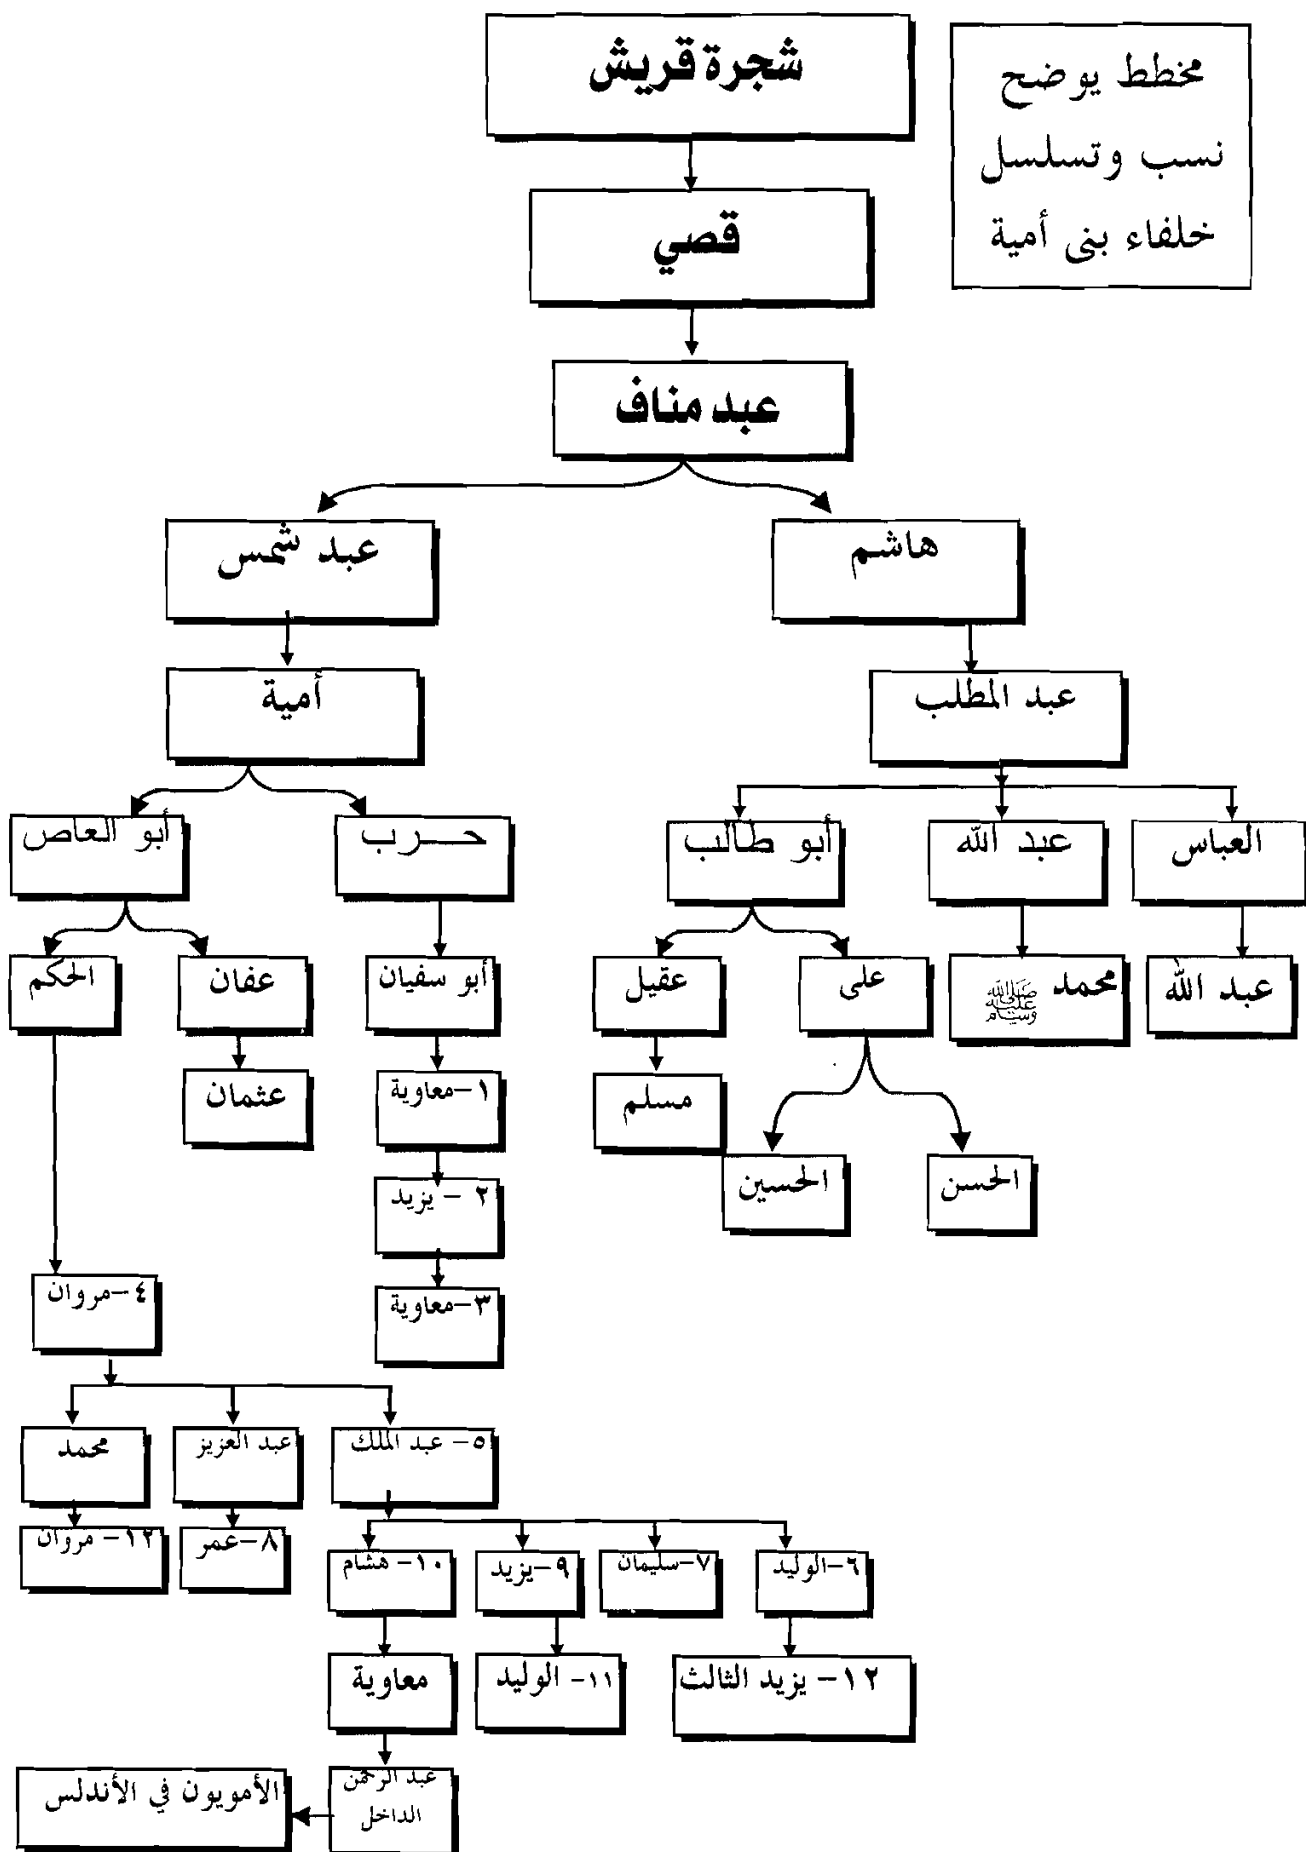 شجرة قريش
مخطط يوضح
نسب وتسلسل
خلفاء بنى أمية
قصي
عبد مناف
هاشم
عبد شمس
عبد المطلب
أمية
العباس
عبد الله
أبو طالب
حــرب
أبو العاص
عبد الله
محمد ﷺ
على
عقيل
أبو سفيان
عفان
الحكم
مسلم
١-معاوية
عثمان
الحسن
الحسين
٢ - يزيد
٣-معاوية
٤-مروان
٥- عبد الملك
عبد العزيز
محمد
٦-الوليد
٧-سليمان
٩-يزيد
١٠- هشام
٨-عمر
١٢- مروان
١٢- يزيد الثالث
١١- الوليد
معاوية
عبد الرحمن
الداخل
الأمويون في الأندلس